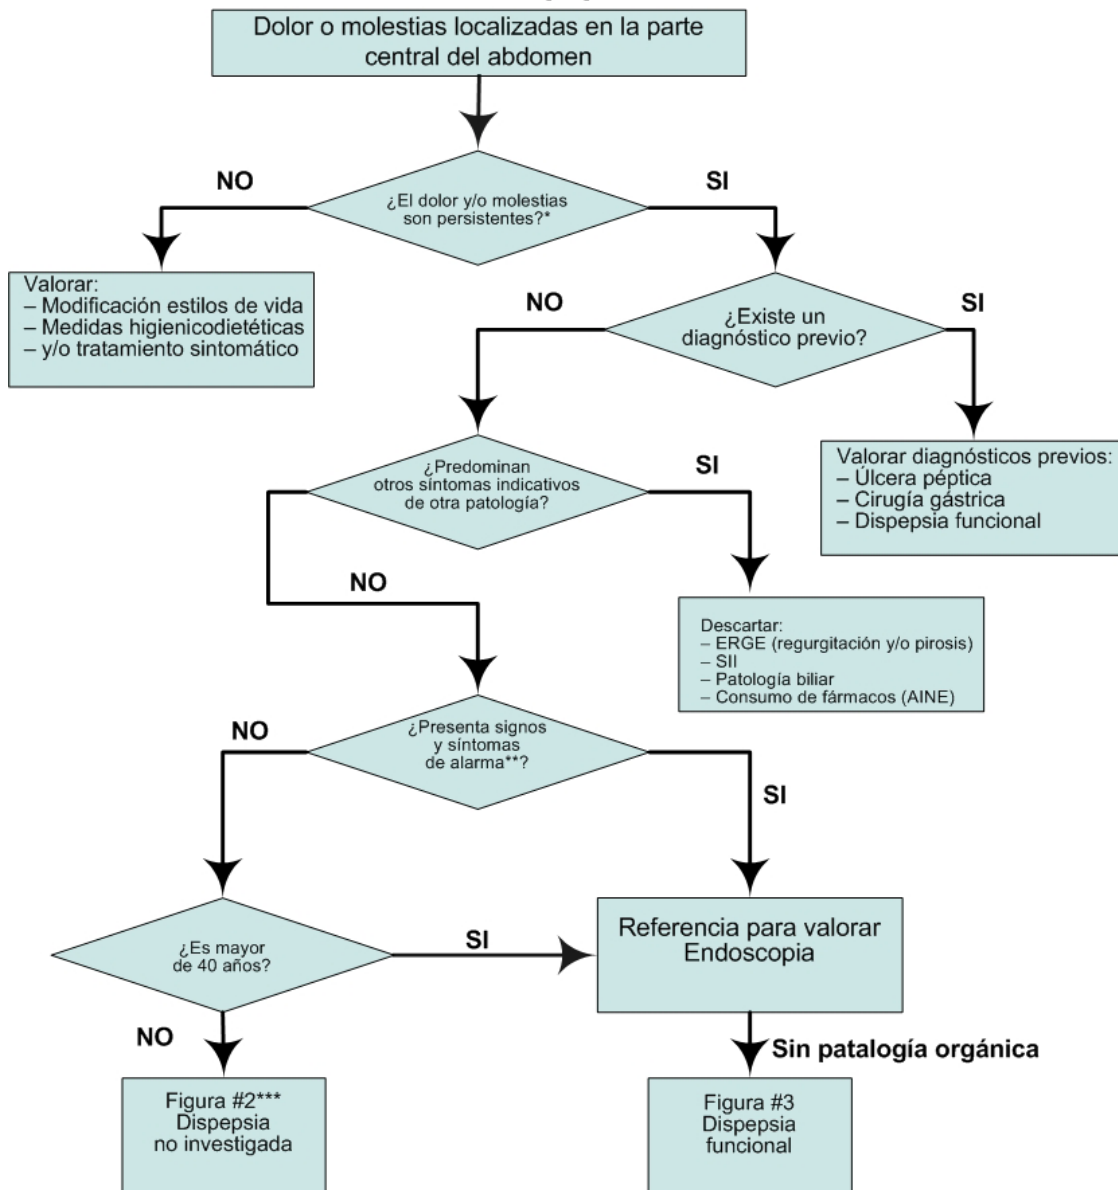 Dolor o molestias localizadas en la parte
central del abdomen
NO
SI
¿El dolor y/o molestias
son persistentes?*
Valorar:
– Modificación estilos de vida
– Medidas higienicodietéticas
– y/o tratamiento sintomático
NO
SI
¿Existe un
diagnóstico previo?
¿Predominan
otros síntomas indicativos
de otra patología?
SI
Valorar diagnósticos previos:
– Úlcera péptica
– Cirugía gástrica
– Dispepsia funcional
NO
Descartar:
– ERGE (regurgitación y/o pirosis)
– SII
– Patología biliar
– Consumo de fármacos (AINE)
NO
¿Presenta signos
y síntomas
de alarma**?
SI
¿Es mayor
de 40 años?
SI
Referencia para valorar
Endoscopia
NO
Sin patalogía orgánica
Figura #2***
Dispepsia
no investigada
Figura #3
Dispepsia
funcional